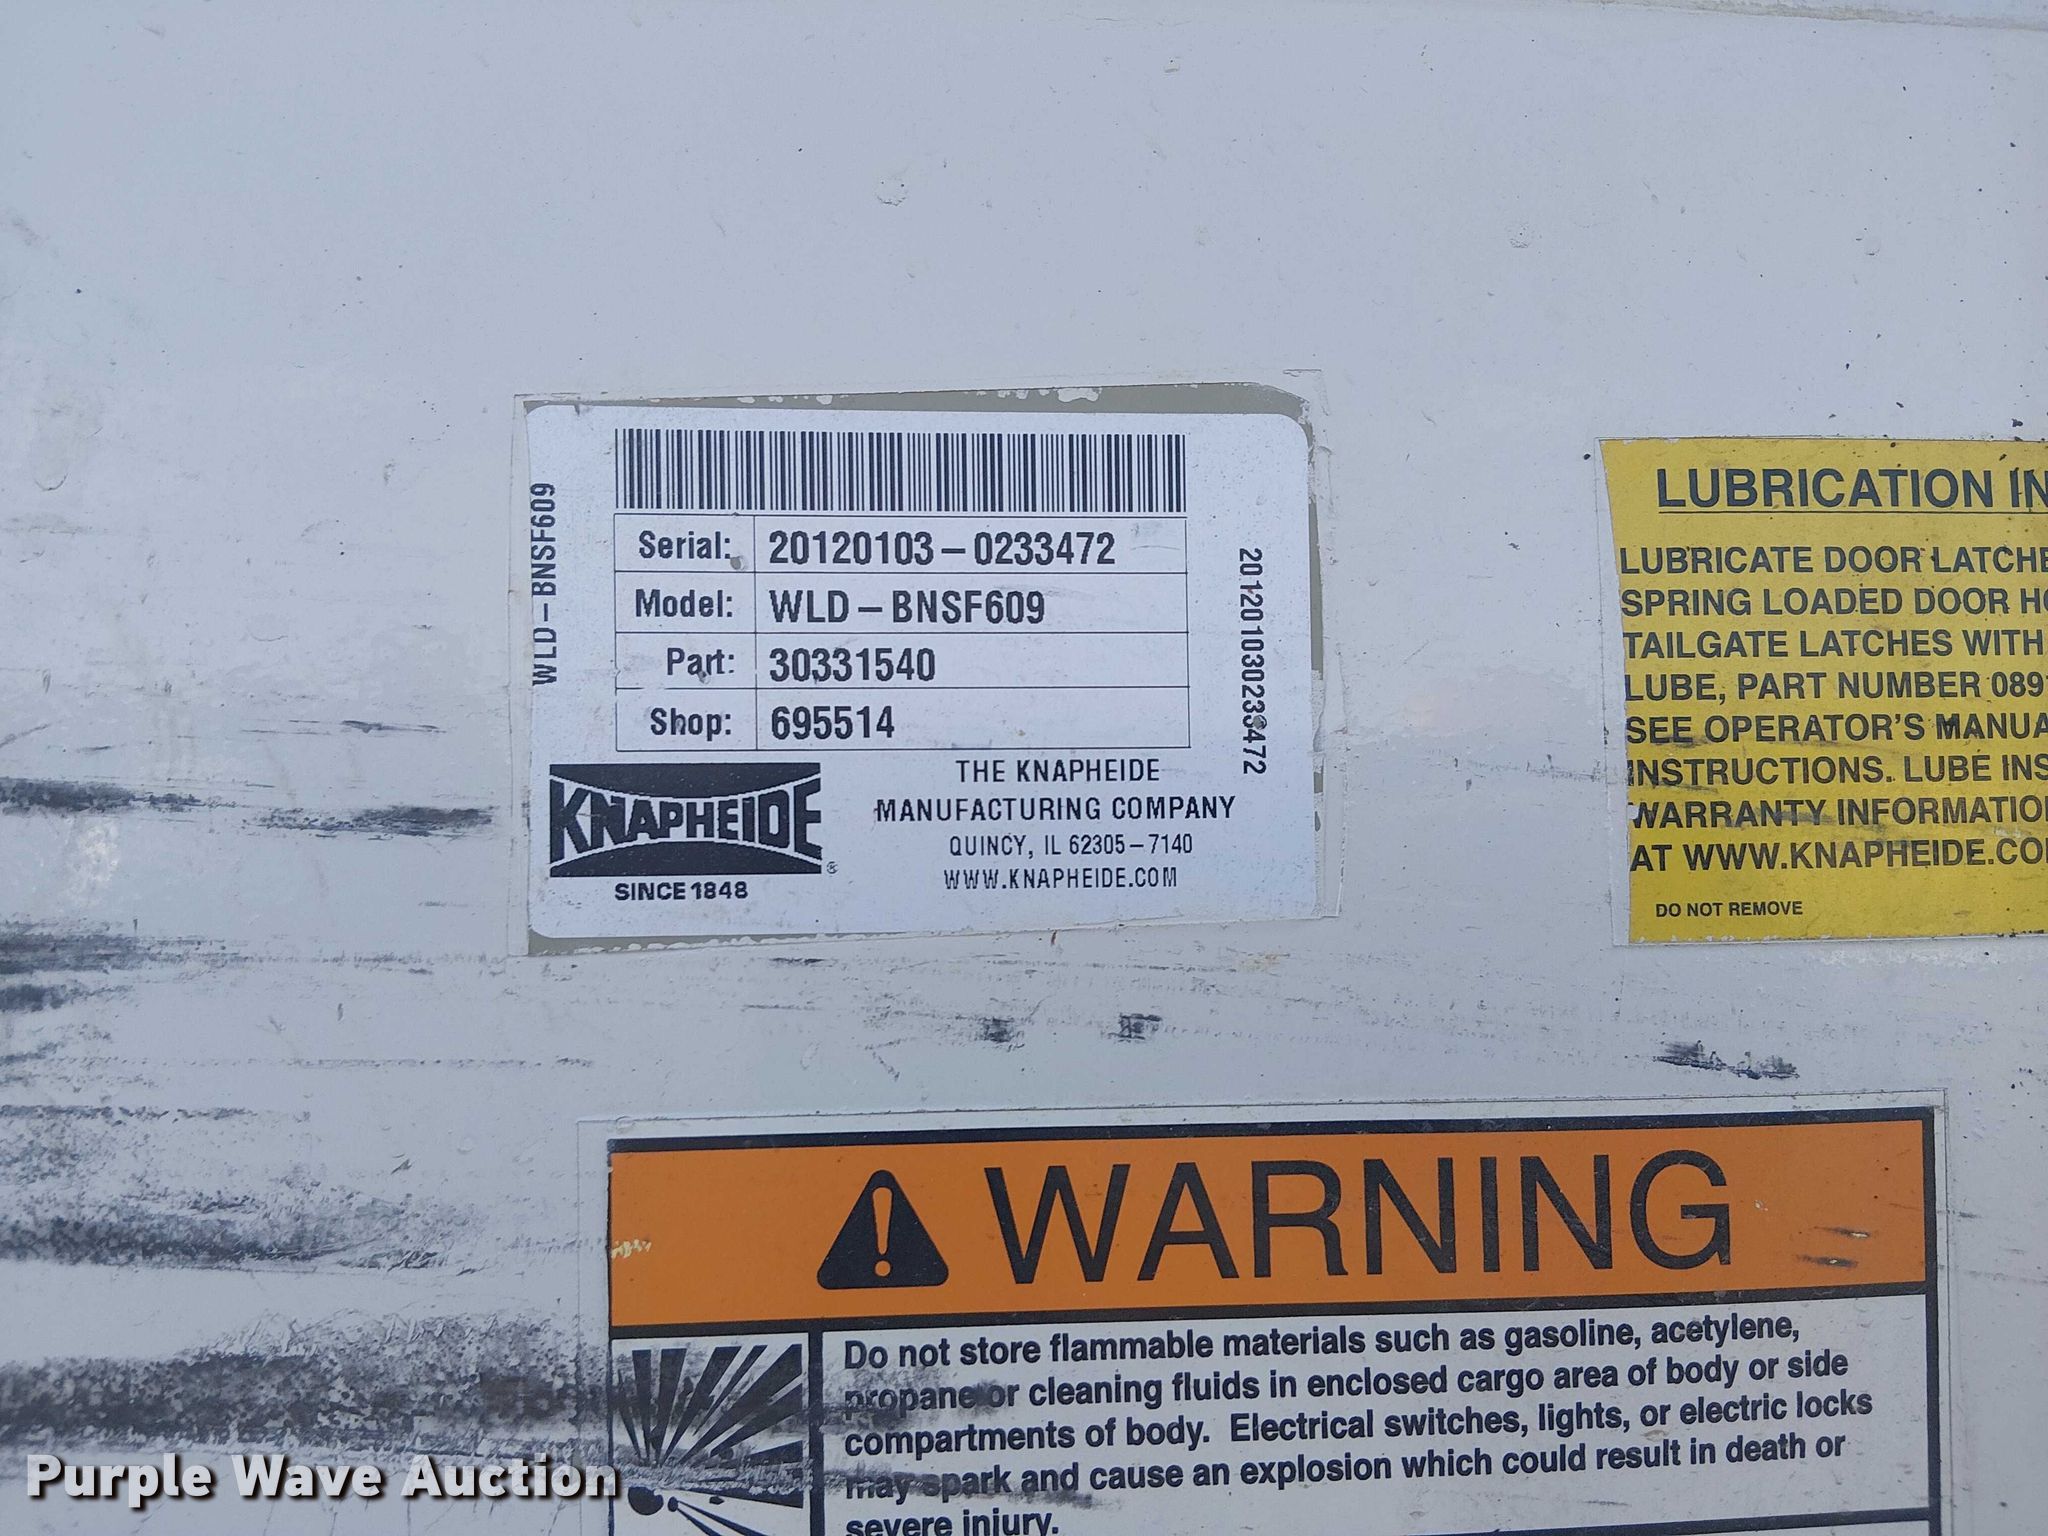 WLD-BNSF609
Serial: 20120103-0233472
Model: WLD-BNSF609
Part: 30331540
Shop: 695514
201201030233472
KNAPHEIDE®
SINCE 1848
THE KNAPHEIDE
MANUFACTURING COMPANY
QUINCY, IL 62305-7140
WWW.KNAPHEIDE.COM
LUBRICATION
LUBRICATE DOOR LATCHE
SPRING LOADED DOOR
TAILGATE LATCHES WITH
LUBE, PART NUMBER 089
SEE OPERATOR'S MANUA
INSTRUCTIONS. LUBE INS
WARRANTY INFORMATIO
AT WWW.KNAPHEIDE.CO
DO NOT REMOVE
WARNING
Do not store flammable materials such as gasoline, acetylene,
propane or cleaning fluids in enclosed cargo area of body or side
compartments of body. Electrical switches, lights, or electric locks
may spark and cause an explosion which could result in death or
severe injury.
Purple Wave Auction